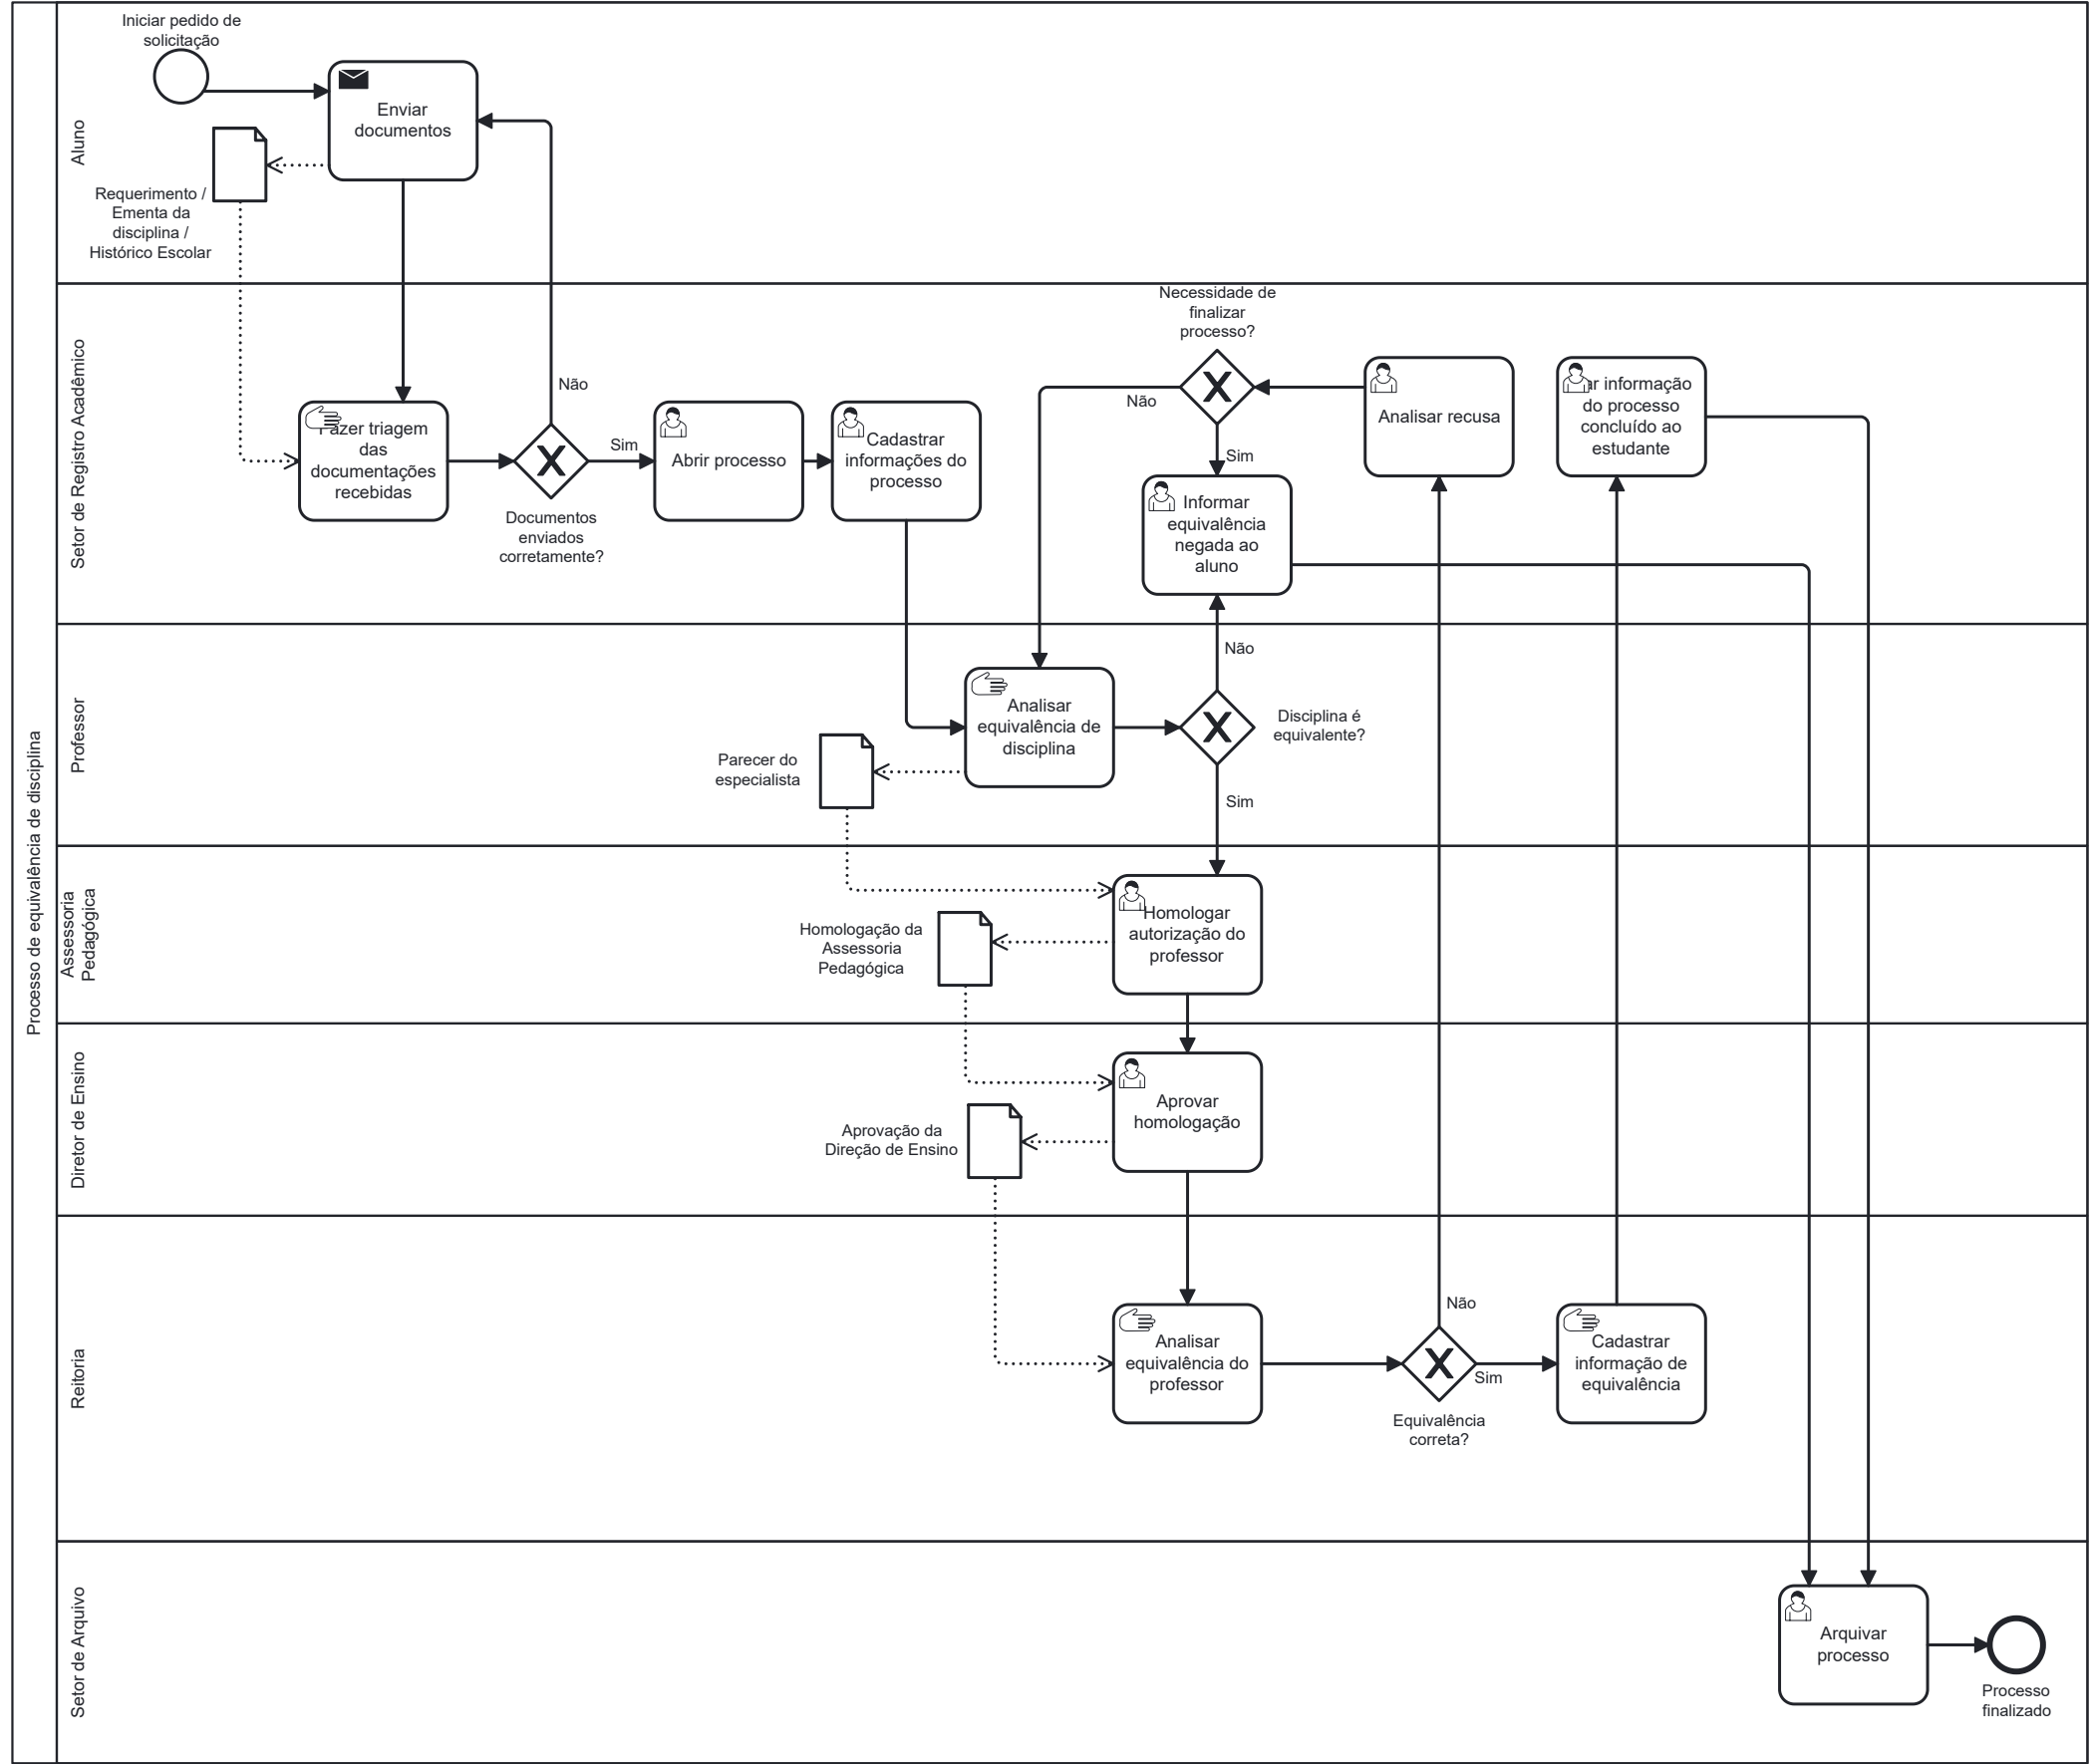 Processo de equivalência de disciplina
Aluno
Iniciar pedido de
solicitação
Enviar
documentos
Requerimento /
Ementa da
disciplina /
Histórico Escolar
Setor de Registro Acadêmico
Fazer triagem
das
documentações
recebidas
Não
Sim
Documentos
enviados
corretamente?
Abrir processo
Cadastrar
informações do
processo
Necessidade de
finalizar
processo?
Não
Sim
Analisar recusa
informação
do processo
concluído ao
estudante
Informar
equivalência
negada ao
aluno
Professor
Analisar
equivalência de
disciplina
Não
Disciplina é
equivalente?
Sim
Parecer do
especialista
Assessoria
Pedagógica
Homologar
autorização do
professor
Homologação da
Assessoria
Pedagógica
Diretor de Ensino
Aprovar
homologação
Aprovação da
Direção de Ensino
Reitoria
Analisar
equivalência do
professor
Não
Sim
Equivalência
correta?
Cadastrar
informação de
equivalência
Setor de Arquivo
Arquivar
processo
Processo
finalizado